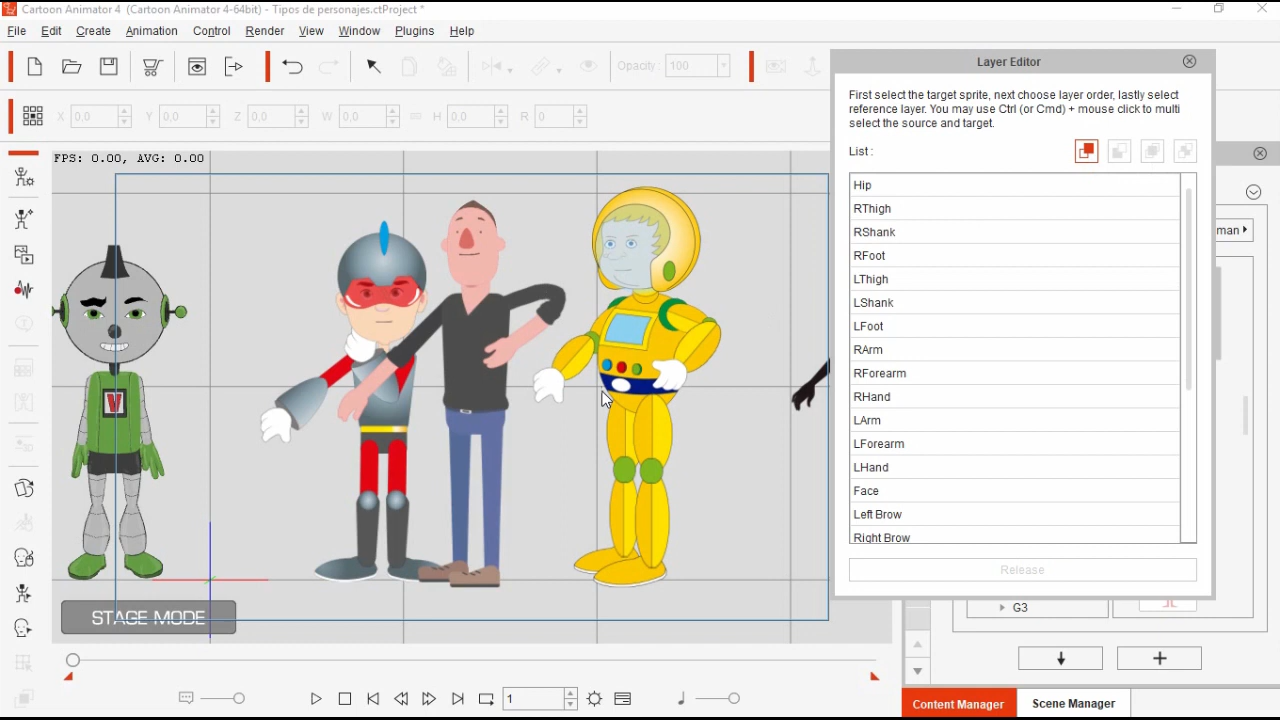 Cartoon Animator 4  (Cartoon Animator 4-64bit) - Tipos de personajes.ctProject *
File Edit Create Animation Control Render View Window Plugins Help
Opacity : 100
X 0,0 Y 0,0 Z 0,0 W 0,0 H 0,0 R 0
Layer Editor
First select the target sprite, next choose layer order, lastly select
reference layer. You may use Ctrl (or Cmd) + mouse click to multi
select the source and target.
List :
FPS: 0.00, AVG: 0.00
Hip
RThigh
RShank
RFoot
LThigh
LShank
LFoot
RArm
RForearm
RHand
LArm
LForearm
LHand
Face
Left Brow
Right Brow
Release
man
V
G3
STAGE MODE
1
Content Manager Scene Manager